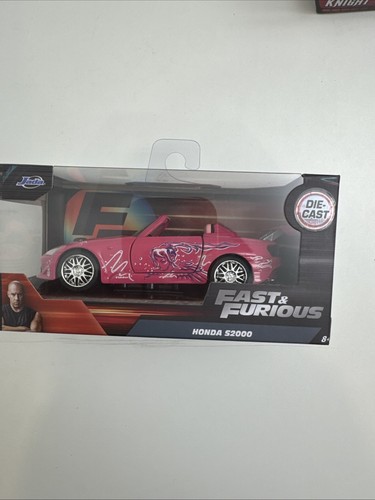 KNIGHT
Jada
DIE-
CAST
FAST &
FURIOUS
HONDA S2000
8+